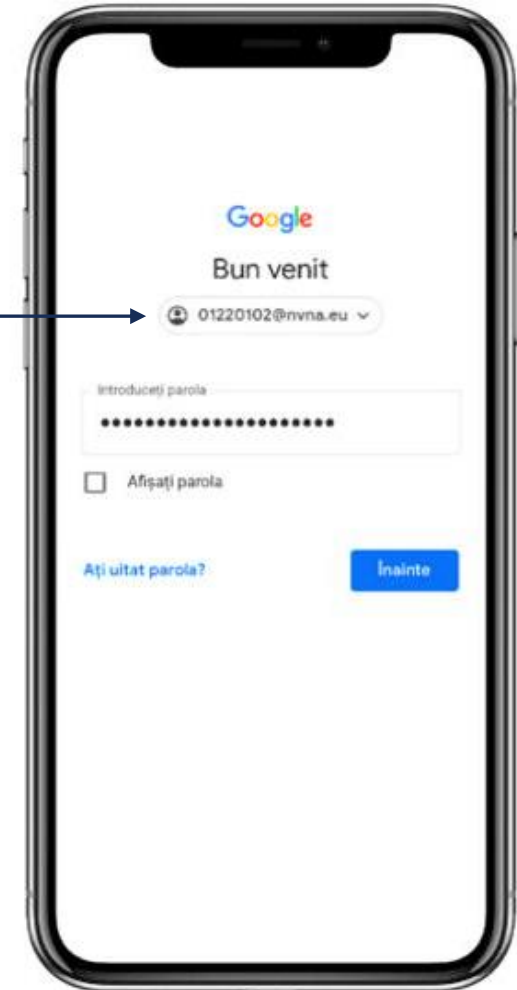 Google
Bun venit
01220102@nvna.eu
Introduceți parola
•••••••••••••••••••••
Afișați parola
Ați uitat parola?
Înainte